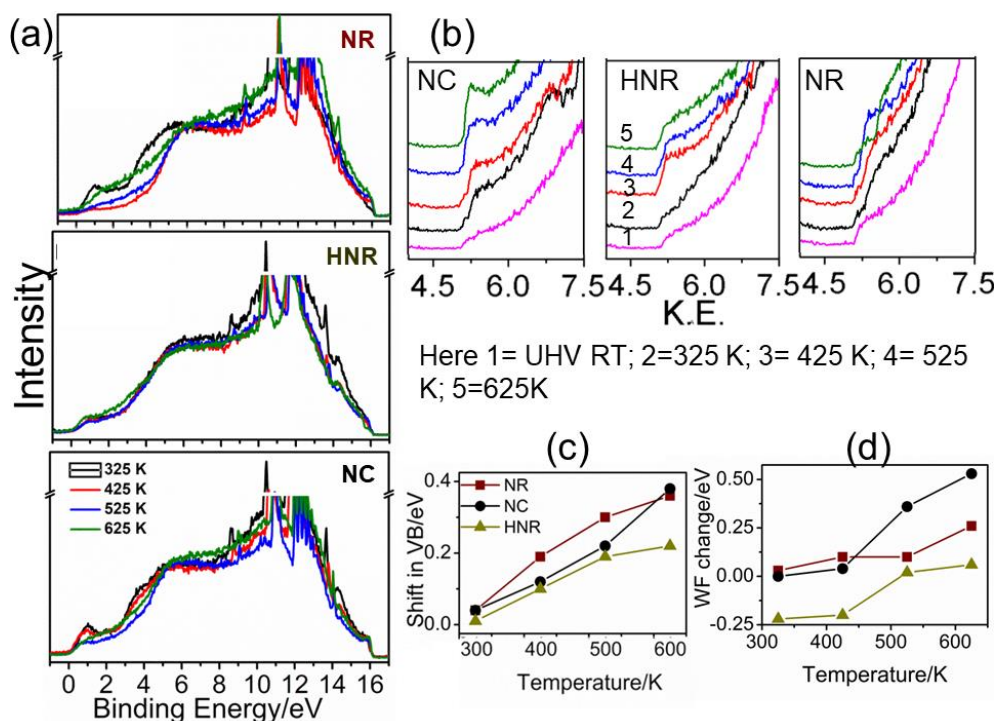 (a)
NR
HNR
NC
325 K
425 K
525 K
625 K
Intensity
0 2 4 6 8 10 12 14 16
Binding Energy/eV
(b)
NC
HNR
NR
5
4
3
2
1
4.5 6.0 7.5 4.5 6.0 7.5 4.5 6.0 7.5
K.E.
Here 1= UHV RT; 2=325 K; 3= 425 K; 4= 525
K; 5=625K
(c)
NR
NC
HNR
0.4
0.2
0.0
Shift in VB/eV
300 400 500 600
Temperature/K
(d)
0.50
0.25
0.00
-0.25
WF change/eV
300 400 500 600
Temperature/K